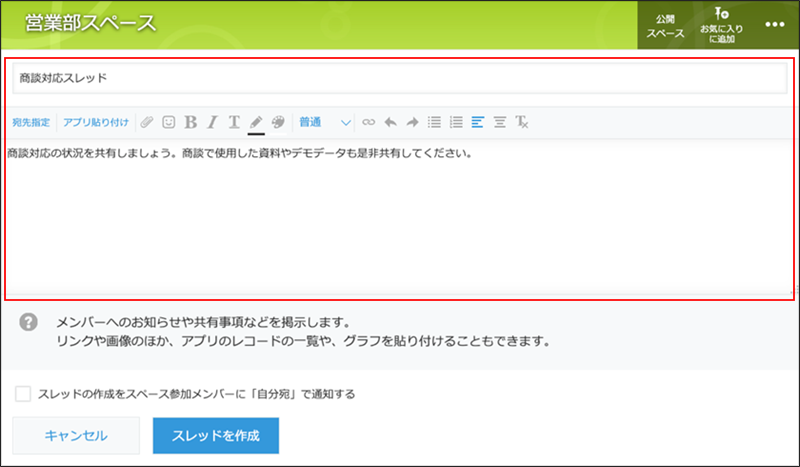 営業部スペース
公開
スペース
お気に入り
に追加
商談対応スレッド
宛先指定 アプリ貼り付け B I T 普通
商談対応の状況を共有しましょう。商談で使用した資料やデモデータも是非共有してください。
メンバーへのお知らせや共有事項などを掲示します。
リンクや画像のほか、アプリのレコードの一覧や、グラフを貼り付けることもできます。
スレッドの作成をスペース参加メンバーに「自分宛」で通知する
キャンセル スレッドを作成